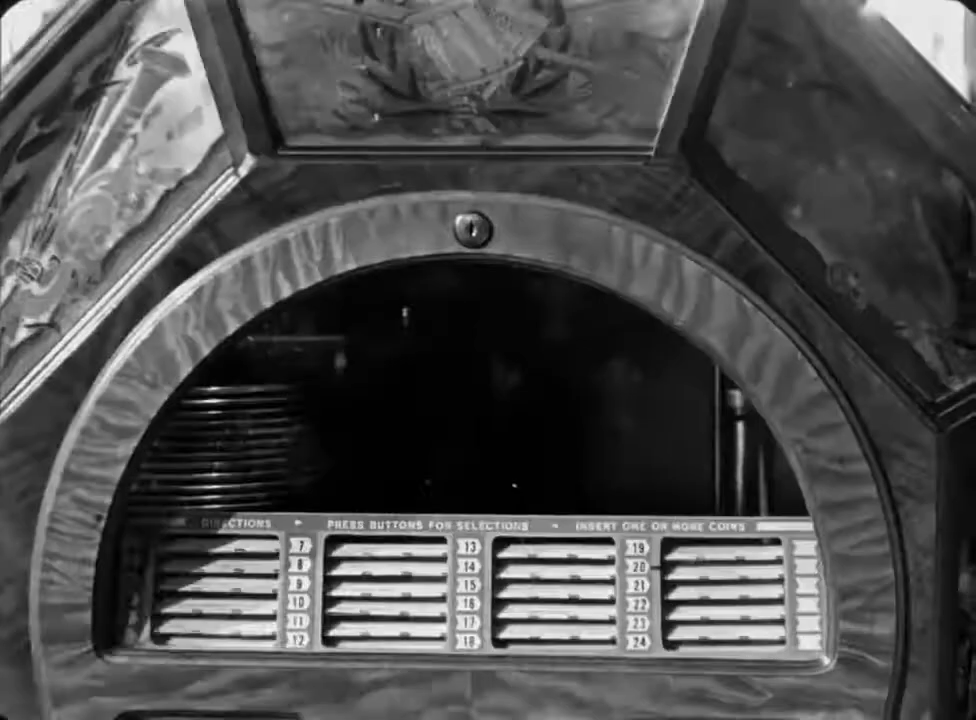 DIRECTIONS - PRESS BUTTONS FOR SELECTIONS - INSERT ONE OR MORE COINS
7 13 19
8 14 20
9 15 21
10 16 22
11 17 23
12 18 24